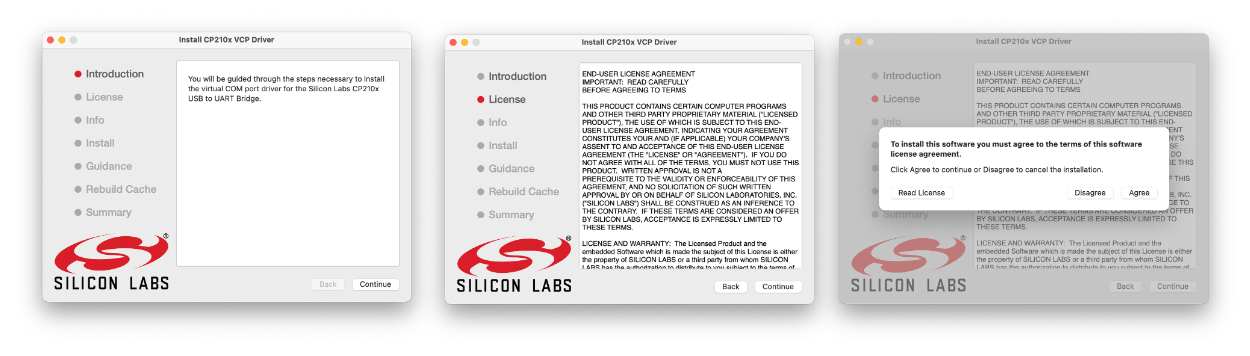 Install CP210x VCP Driver
Introduction
License
Info
Install
Guidance
Rebuild Cache
Summary
SILICON LABS
®
You will be guided through the steps necessary to install
the virtual COM port driver for the Silicon Labs CP210x
USB to UART Bridge.
Back
Continue
Install CP210x VCP Driver
Introduction
License
Info
Install
Guidance
Rebuild Cache
Summary
SILICON LABS
®
END-USER LICENSE AGREEMENT
IMPORTANT: READ CAREFULLY
BEFORE AGREEING TO TERMS
THIS PRODUCT CONTAINS CERTAIN COMPUTER PROGRAMS
AND OTHER THIRD PARTY PROPRIETARY MATERIAL ("LICENSED
PRODUCT"), THE USE OF WHICH IS SUBJECT TO THIS END-
USER LICENSE AGREEMENT. INDICATING YOUR AGREEMENT
CONSTITUTES YOUR AND (IF APPLICABLE) YOUR COMPANY'S
ASSENT TO AND ACCEPTANCE OF THIS END-USER LICENSE
AGREEMENT (THE "LICENSE" OR "AGREEMENT"). IF YOU DO
NOT AGREE WITH ALL OF THE TERMS, YOU MUST NOT USE THIS
PRODUCT. WRITTEN APPROVAL IS NOT A
PREREQUISITE TO THE VALIDITY OR ENFORCEABILITY OF THIS
AGREEMENT, AND NO SOLICITATION OF SUCH WRITTEN
APPROVAL BY OR ON BEHALF OF SILICON LABORATORIES, INC.
("SILICON LABS") SHALL BE CONSTRUED AS AN INFERENCE TO
THE CONTRARY. IF THESE TERMS ARE CONSIDERED AN OFFER
BY SILICON LABS, ACCEPTANCE IS EXPRESSLY LIMITED TO
THESE TERMS.
LICENSE AND WARRANTY: The Licensed Product and the
embedded Software which is made the subject of this License is either
the property of SILICON LABS or a third party from whom SILICON
LABS has the authorization to distribute to you subject to the terms of
Back
Continue
Install CP210x VCP Driver
Introduction
License
Info
Summary
SILICON LABS
®
END-USER LICENSE AGREEMENT
IMPORTANT: READ CAREFULLY
BEFORE AGREEING TO TERMS
THIS PRODUCT CONTAINS CERTAIN COMPUTER PROGRAMS
AND OTHER THIRD PARTY PROPRIETARY MATERIAL ("LICENSED
PRODUCT"), THE USE OF WHICH IS SUBJECT TO THIS END-
To install this software you must agree to the terms of this software
license agreement.
Click Agree to continue or Disagree to cancel the installation.
Read License
Disagree
Agree
THE CONTRARY. IF THESE TERMS ARE CONSIDERED AN OFFER
BY SILICON LABS, ACCEPTANCE IS EXPRESSLY LIMITED TO
THESE TERMS.
LICENSE AND WARRANTY: The Licensed Product and the
embedded Software which is made the subject of this License is either
the property of SILICON LABS or a third party from whom SILICON
LABS has the authorization to distribute to you subject to the terms of
Back
Continue